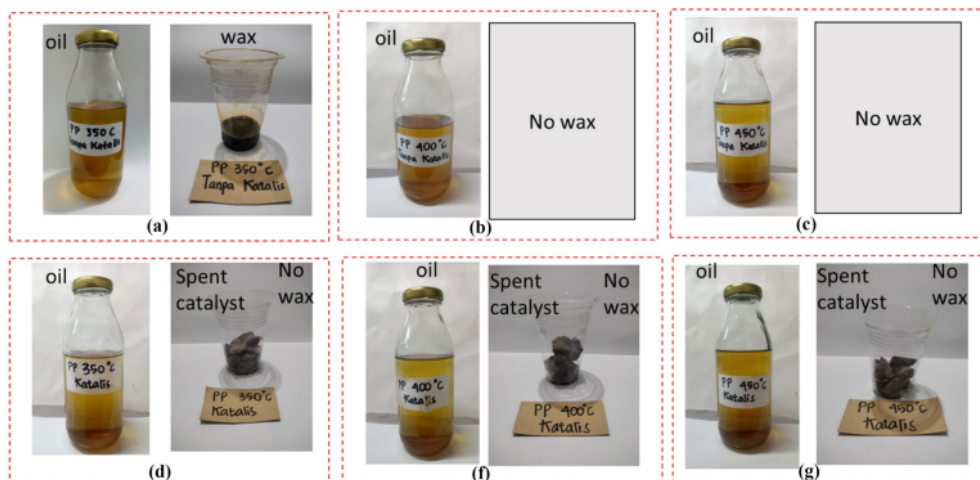 oil
wax
PP 350 C
Tanpa Katalis
PP 350°C
Tanpa Katalis
(a)
oil
No wax
PP 400°C
Tanpa Katalis
(b)
oil
No wax
PP 450°C
Tanpa Katalis
(c)
oil
Spent
catalyst
No
wax
PP 350°C
Katalis
PP 350°C
Katalis
(d)
oil
Spent
catalyst
No
wax
PP 400°C
Katalis
PP 400°C
Katalis
(f)
oil
Spent
catalyst
No
wax
PP 450°C
Katalis
PP 450°C
Katalis
(g)